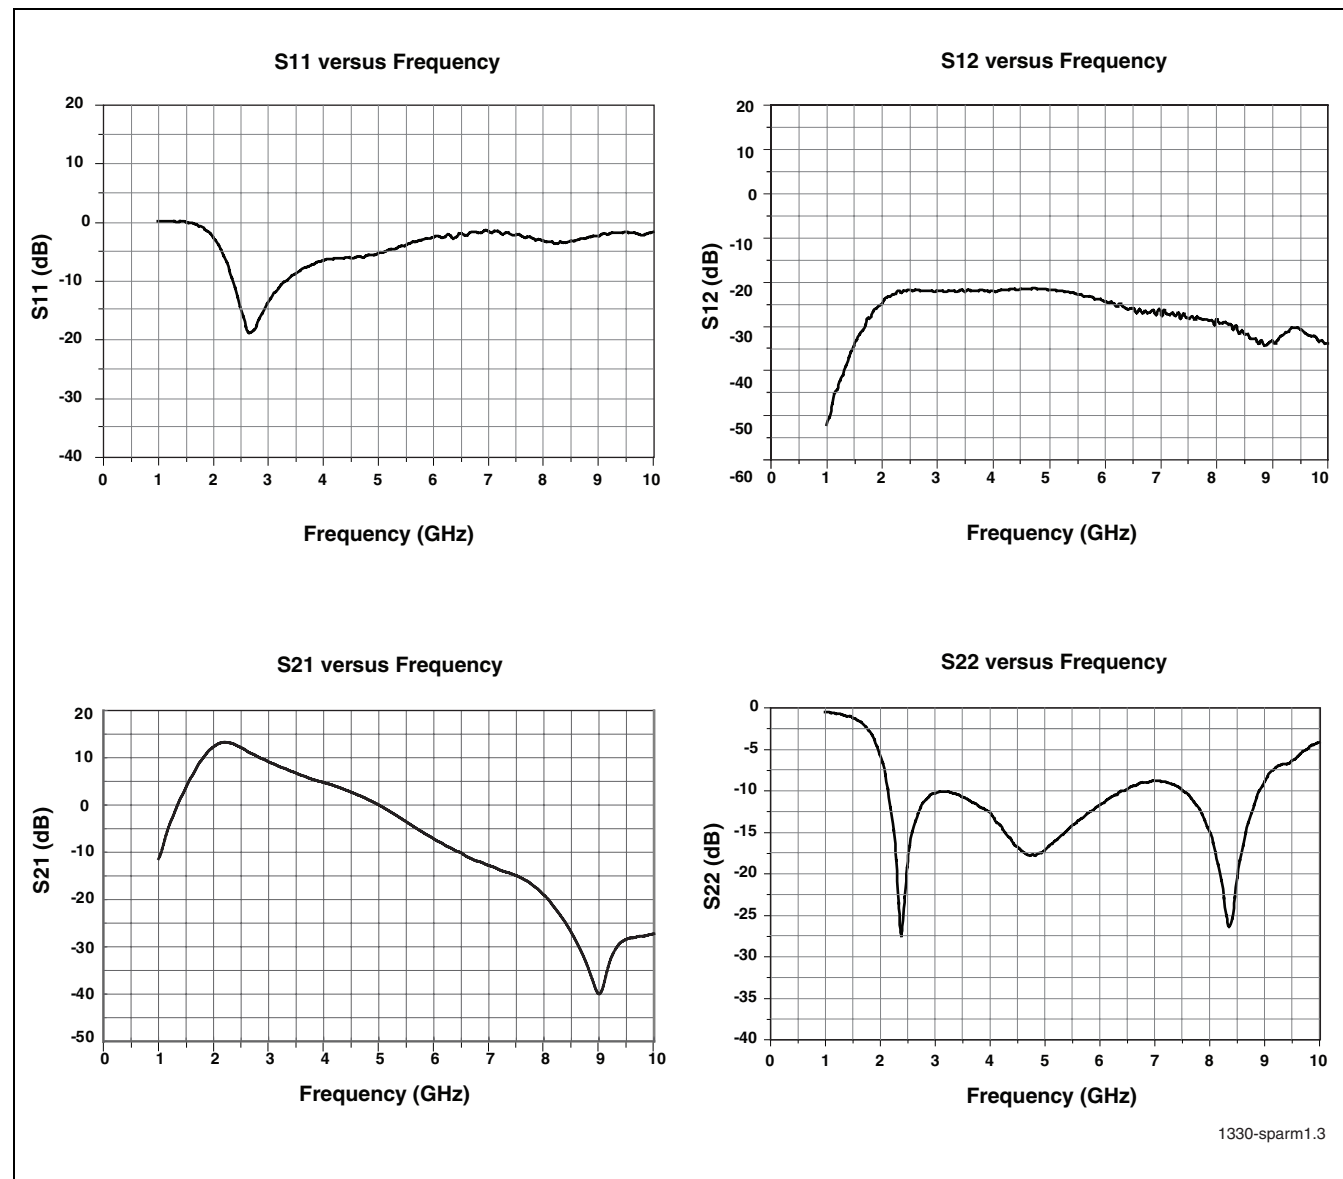 S11 versus Frequency
20
10
0
-10
-20
-30
-40
S11 (dB)
0 1 2 3 4 5 6 7 8 9 10
Frequency (GHz)
S12 versus Frequency
20
10
0
-10
-20
-30
-40
-50
-60
S12 (dB)
0 1 2 3 4 5 6 7 8 9 10
Frequency (GHz)
S21 versus Frequency
20
10
0
-10
-20
-30
-40
-50
S21 (dB)
0 1 2 3 4 5 6 7 8 9 10
Frequency (GHz)
S22 versus Frequency
0
-5
-10
-15
-20
-25
-30
-35
-40
S22 (dB)
0 1 2 3 4 5 6 7 8 9 10
Frequency (GHz)
1330-sparm1.3